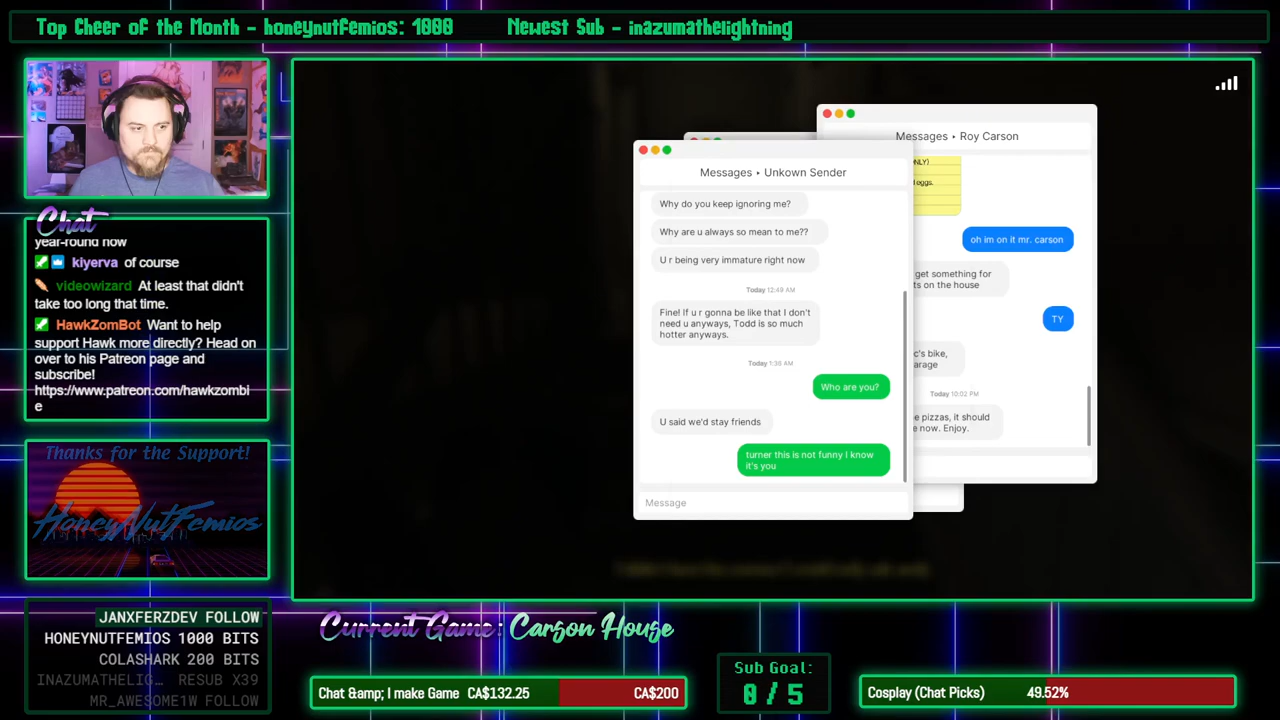 Top Cheer of the Month - honeynutfemios: 1000
Newest Sub - inazumathelightning
Chat
year-round now
kiyerva of course
videowizard At least that didn't
take too long that time.
HawkZomBot Want to help
support Hawk more directly? Head on
over to his Patreon page and
subscribe!
https://www.patreon.com/hawkzombi
e
Thanks for the Support!
HoneyNutFemios
JANXFERZDEV FOLLOW
HONEYNUTFEMIOS 1000 BITS
COLASHARK 200 BITS
INAZUMATHELIG... RESUB X39
MR_AWESOME1W FOLLOW
Messages • Unkown Sender
Why do you keep ignoring me?
Why are u always so mean to me??
U r being very immature right now
Today 12:49 AM
Fine! If u r gonna be like that I don't
need u anyways, Todd is so much
hotter anyways.
Today 1:36 AM
Who are you?
U said we'd stay friends
turner this is not funny I know
it's you
Message
Messages • Roy Carson
NLY)
eggs.
oh im on it mr. carson
get something for
ts on the house
TY
c's bike,
arage
Today 10:02 PM
e pizzas, it should
e now. Enjoy.
Current Game: Carson House
Chat &amp; I make Game CA$132.25 CA$200
Sub Goal:
0 / 5
Cosplay (Chat Picks) 49.52%